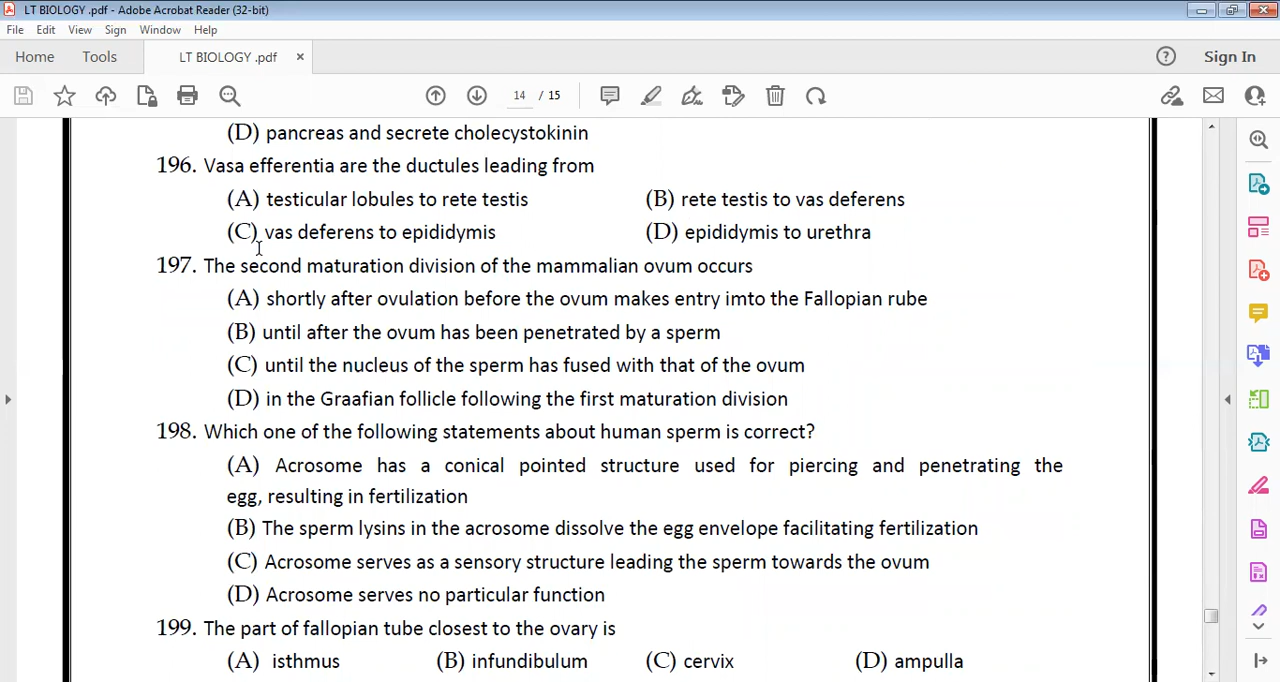 LT BIOLOGY .pdf - Adobe Acrobat Reader (32-bit)
File Edit View Sign Window Help
Home Tools LT BIOLOGY .pdf × Sign In
14 / 15
(D) pancreas and secrete cholecystokinin
196. Vasa efferentia are the ductules leading from
(A) testicular lobules to rete testis (B) rete testis to vas deferens
(C) vas deferens to epididymis (D) epididymis to urethra
197. The second maturation division of the mammalian ovum occurs
(A) shortly after ovulation before the ovum makes entry imto the Fallopian rube
(B) until after the ovum has been penetrated by a sperm
(C) until the nucleus of the sperm has fused with that of the ovum
(D) in the Graafian follicle following the first maturation division
198. Which one of the following statements about human sperm is correct?
(A) Acrosome has a conical pointed structure used for piercing and penetrating the
egg, resulting in fertilization
(B) The sperm lysins in the acrosome dissolve the egg envelope facilitating fertilization
(C) Acrosome serves as a sensory structure leading the sperm towards the ovum
(D) Acrosome serves no particular function
199. The part of fallopian tube closest to the ovary is
(A) isthmus (B) infundibulum (C) cervix (D) ampulla